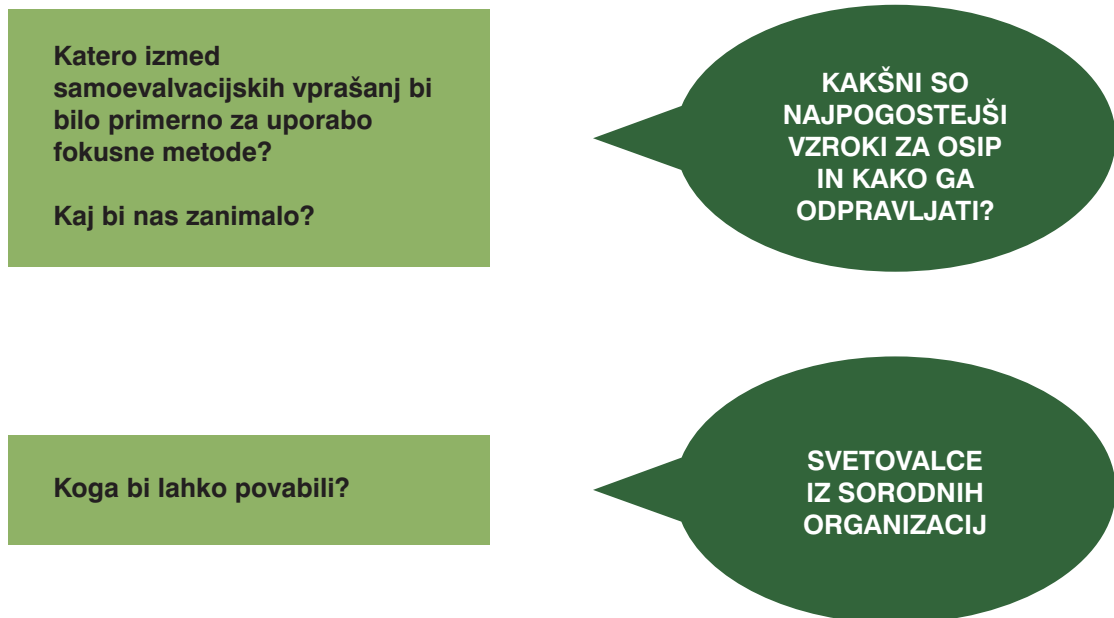 Katero izmed
samoevalvacijskih vprašanj bi
bilo primerno za uporabo
fokusne metode?
Kaj bi nas zanimalo?
KAKŠNI SO
NAJPOGOSTEJŠI
VZROKI ZA OSIP
IN KAKO GA
ODPRAVLJATI?
Koga bi lahko povabili?
SVETOVALCE
IZ SORODNIH
ORGANIZACIJ